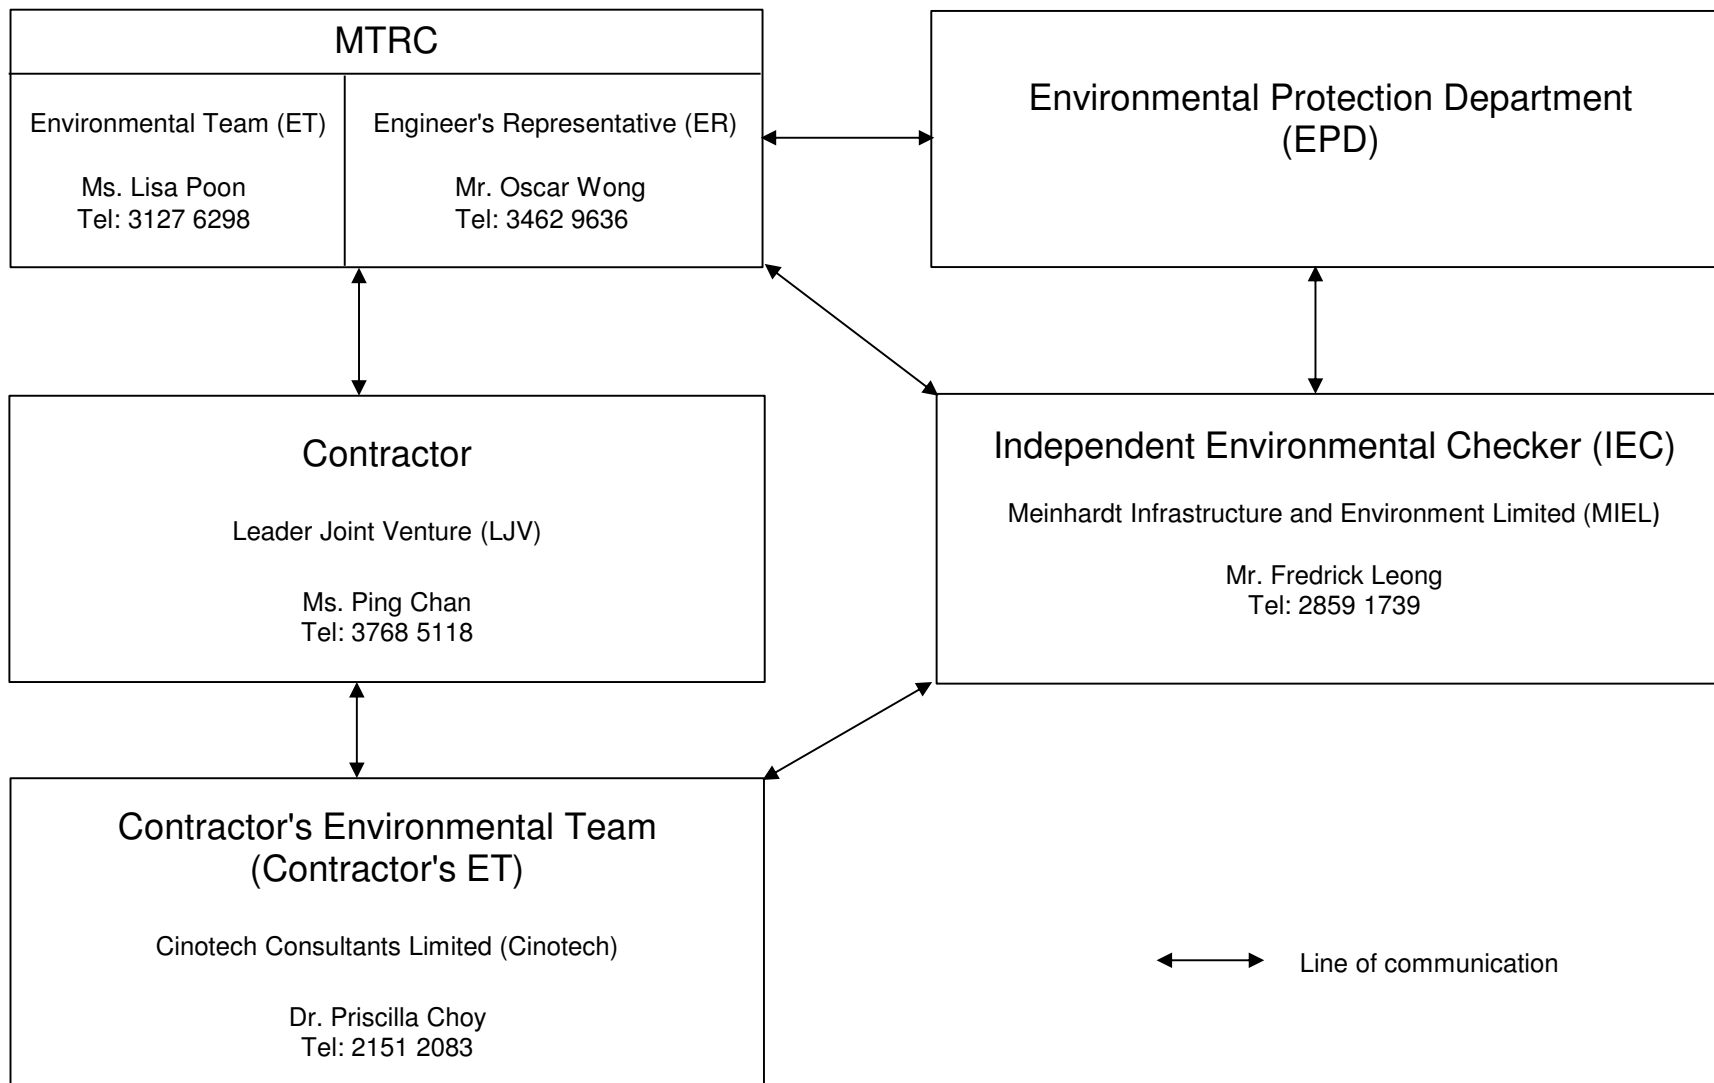 MTRC
Environmental Team (ET)
Ms. Lisa Poon
Tel: 3127 6298
Engineer's Representative (ER)
Mr. Oscar Wong
Tel: 3462 9636
Environmental Protection Department
(EPD)
Contractor
Leader Joint Venture (LJV)
Ms. Ping Chan
Tel: 3768 5118
Independent Environmental Checker (IEC)
Meinhardt Infrastructure and Environment Limited (MIEL)
Mr. Fredrick Leong
Tel: 2859 1739
Contractor's Environmental Team
(Contractor's ET)
Cinotech Consultants Limited (Cinotech)
Dr. Priscilla Choy
Tel: 2151 2083
Line of communication